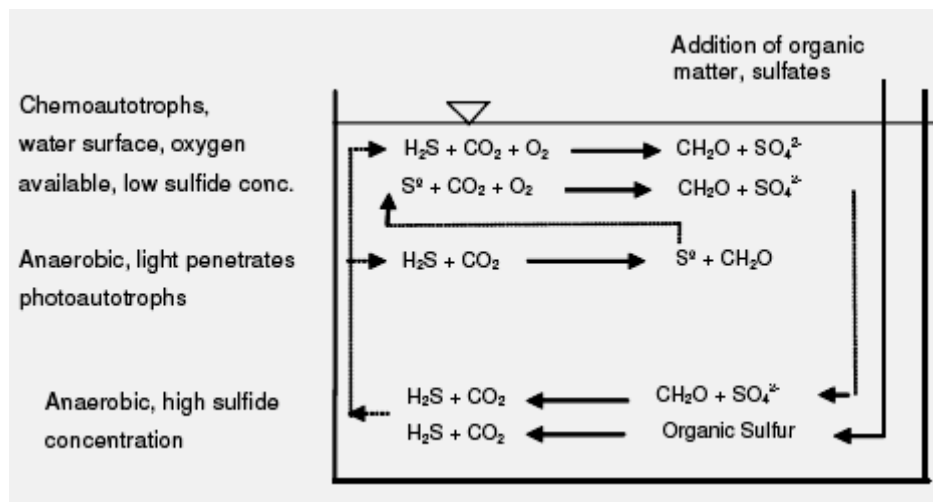 Addition of organic
matter, sulfates
Chemoautotrophs,
water surface, oxygen
available, low sulfide conc.
H₂S + CO₂ + O₂ CH₂O + SO₄²⁻
Sº + CO₂ + O₂ CH₂O + SO₄²⁻
Anaerobic, light penetrates
photoautotrophs
H₂S + CO₂ Sº + CH₂O
Anaerobic, high sulfide
concentration
H₂S + CO₂ CH₂O + SO₄²⁻
H₂S + CO₂ Organic Sulfur